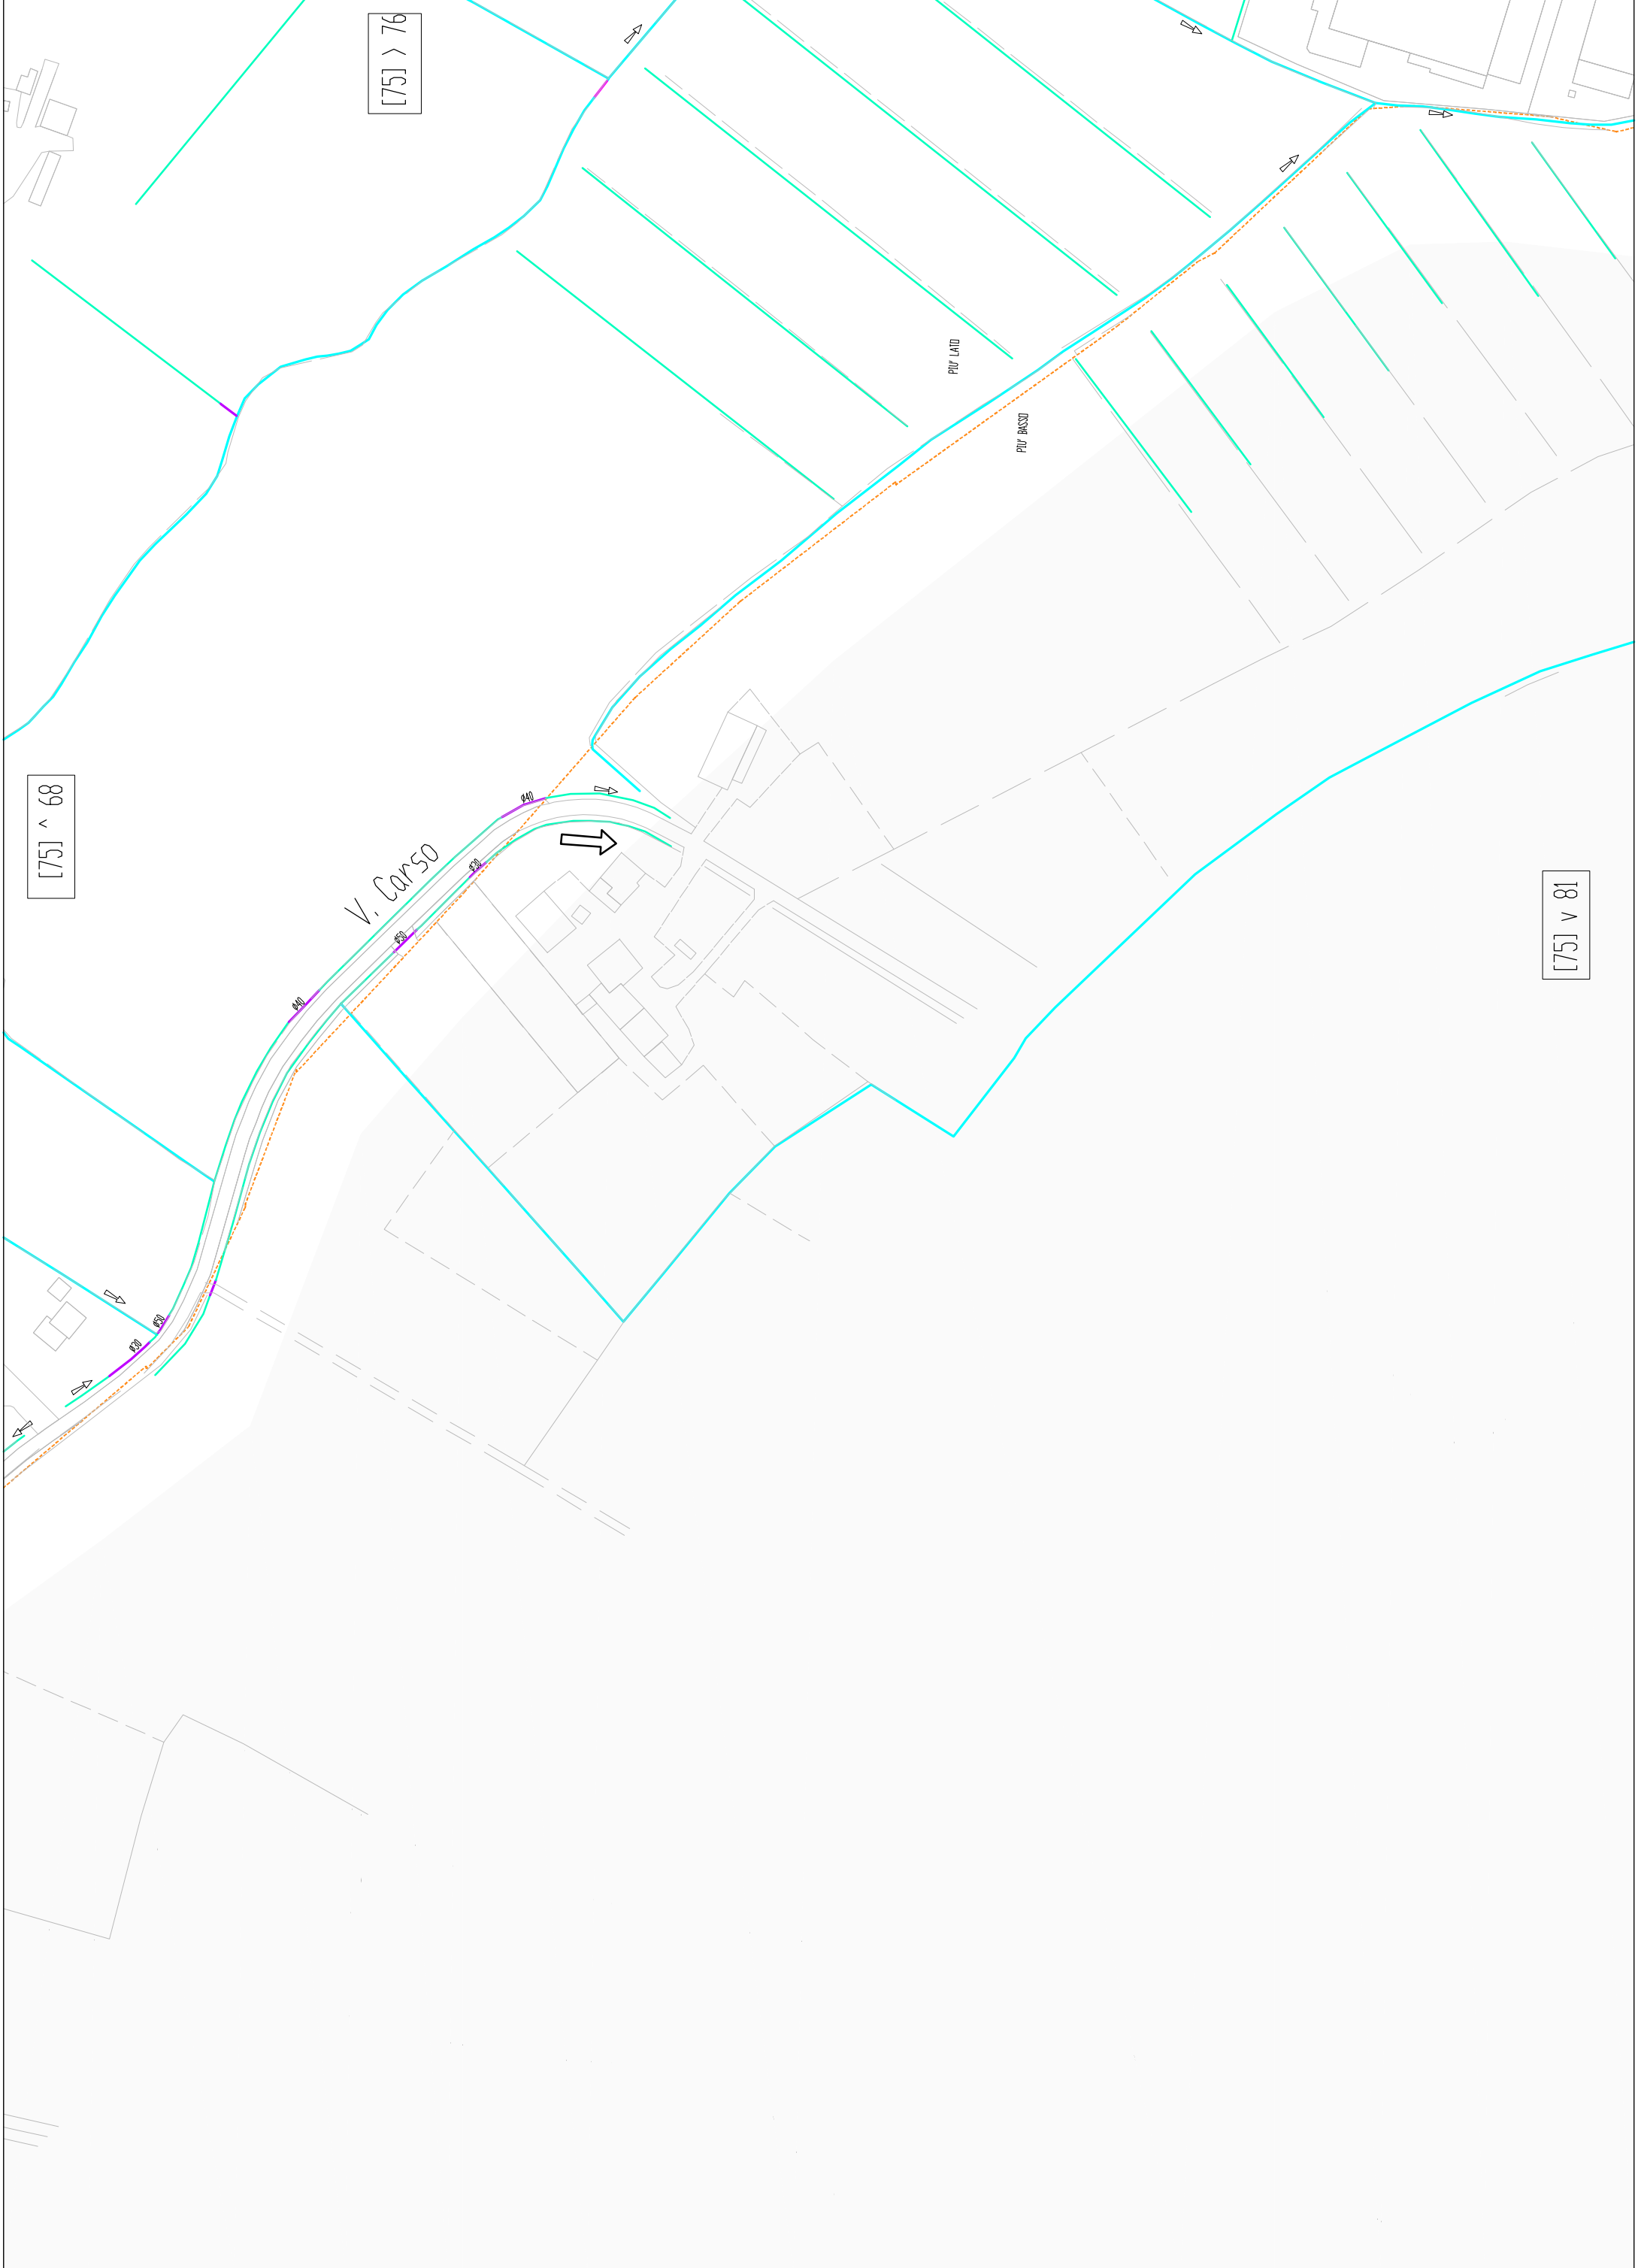 [75] > 76
PIU' LATO
PIU' BASSO
[75] ^ 68
ø40
V. Carso
ø30
[75] v 81
ø50
ø40
ø50
ø30